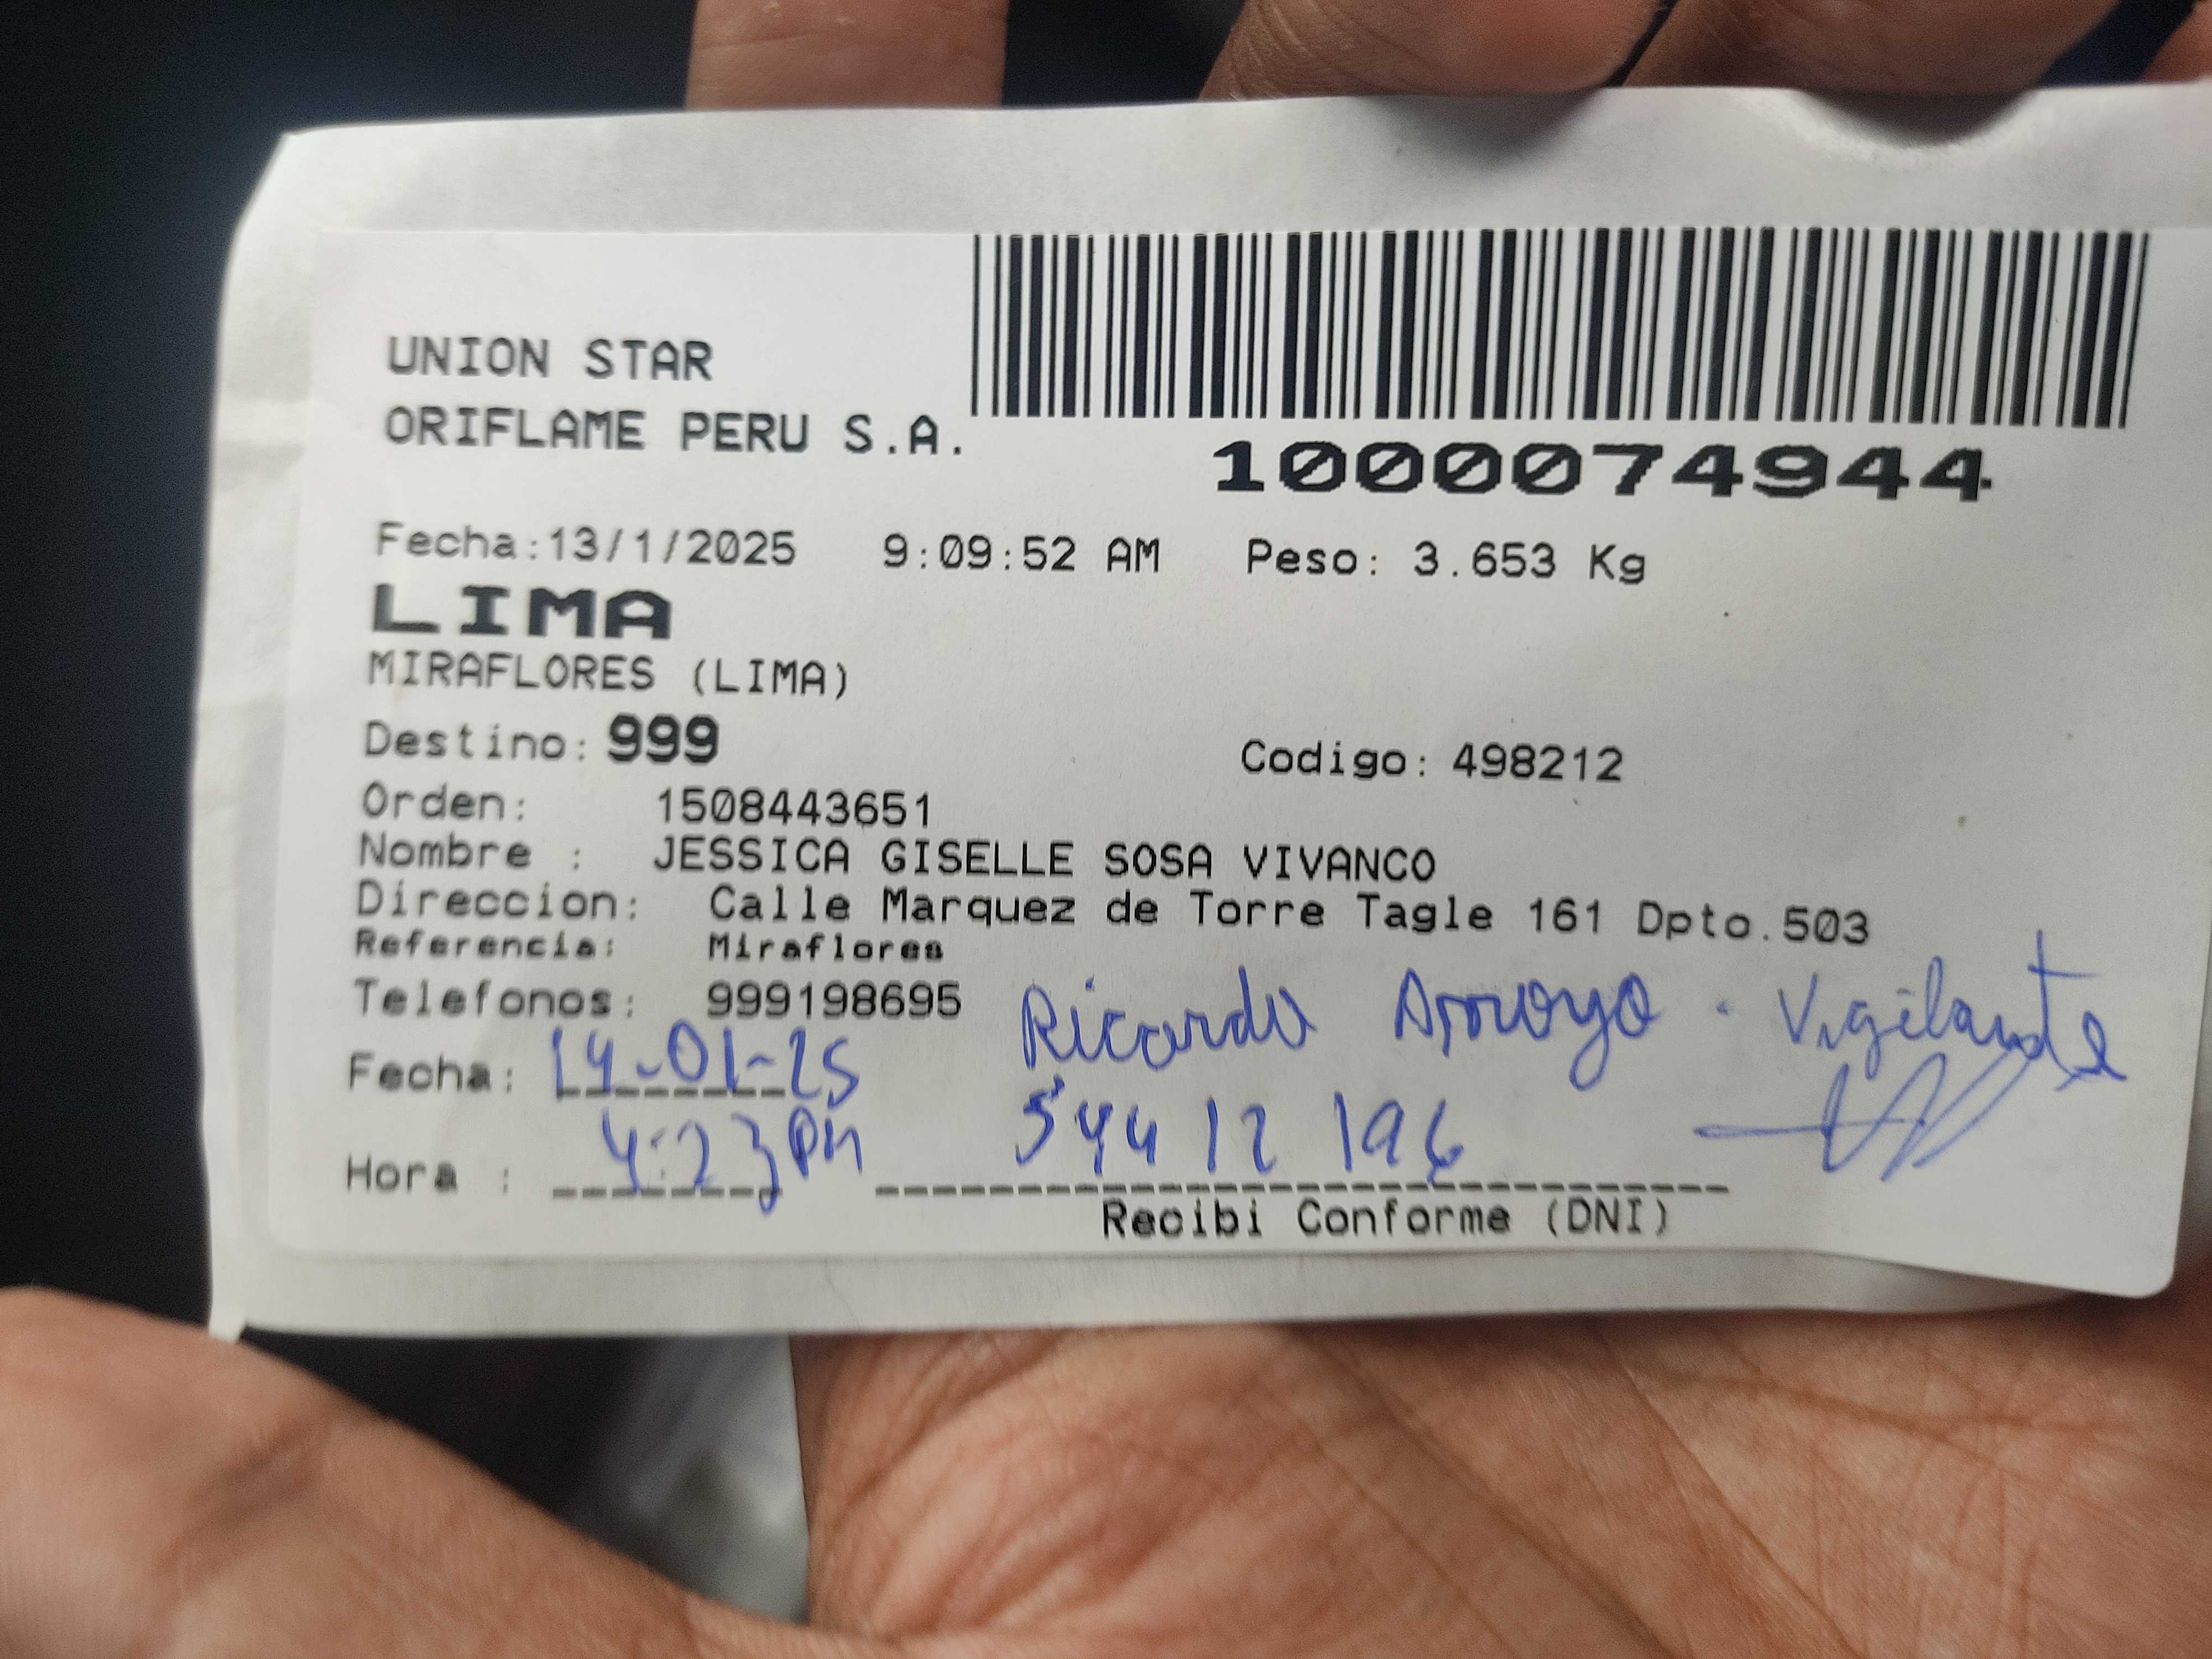 UNION STAR
ORIFLAME PERU S.A.
1000074944
Fecha:13/1/2025 9:09:52 AM Peso: 3.653 Kg
LIMA
MIRAFLORES (LIMA)
Destino: 999 Codigo: 498212
Orden: 1508443651
Nombre : JESSICA GISELLE SOSA VIVANCO
Direccion: Calle Marquez de Torre Tagle 161 Dpto.503
Referencia: Miraflores
Telefonos: 999198695 Ricardo Arroyo. Vigilante
Fecha: 14-01-25
Hora : 4:23 PM
Recibi Conforme (DNI)